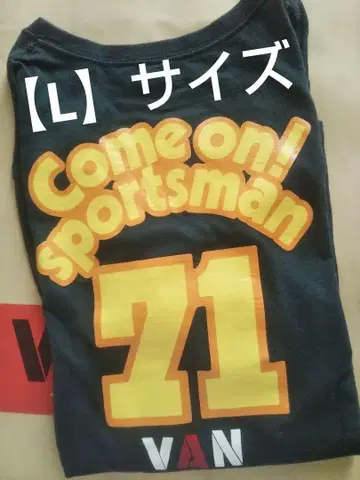 【L】サイズ
Come on!
sportsman
71
VAN